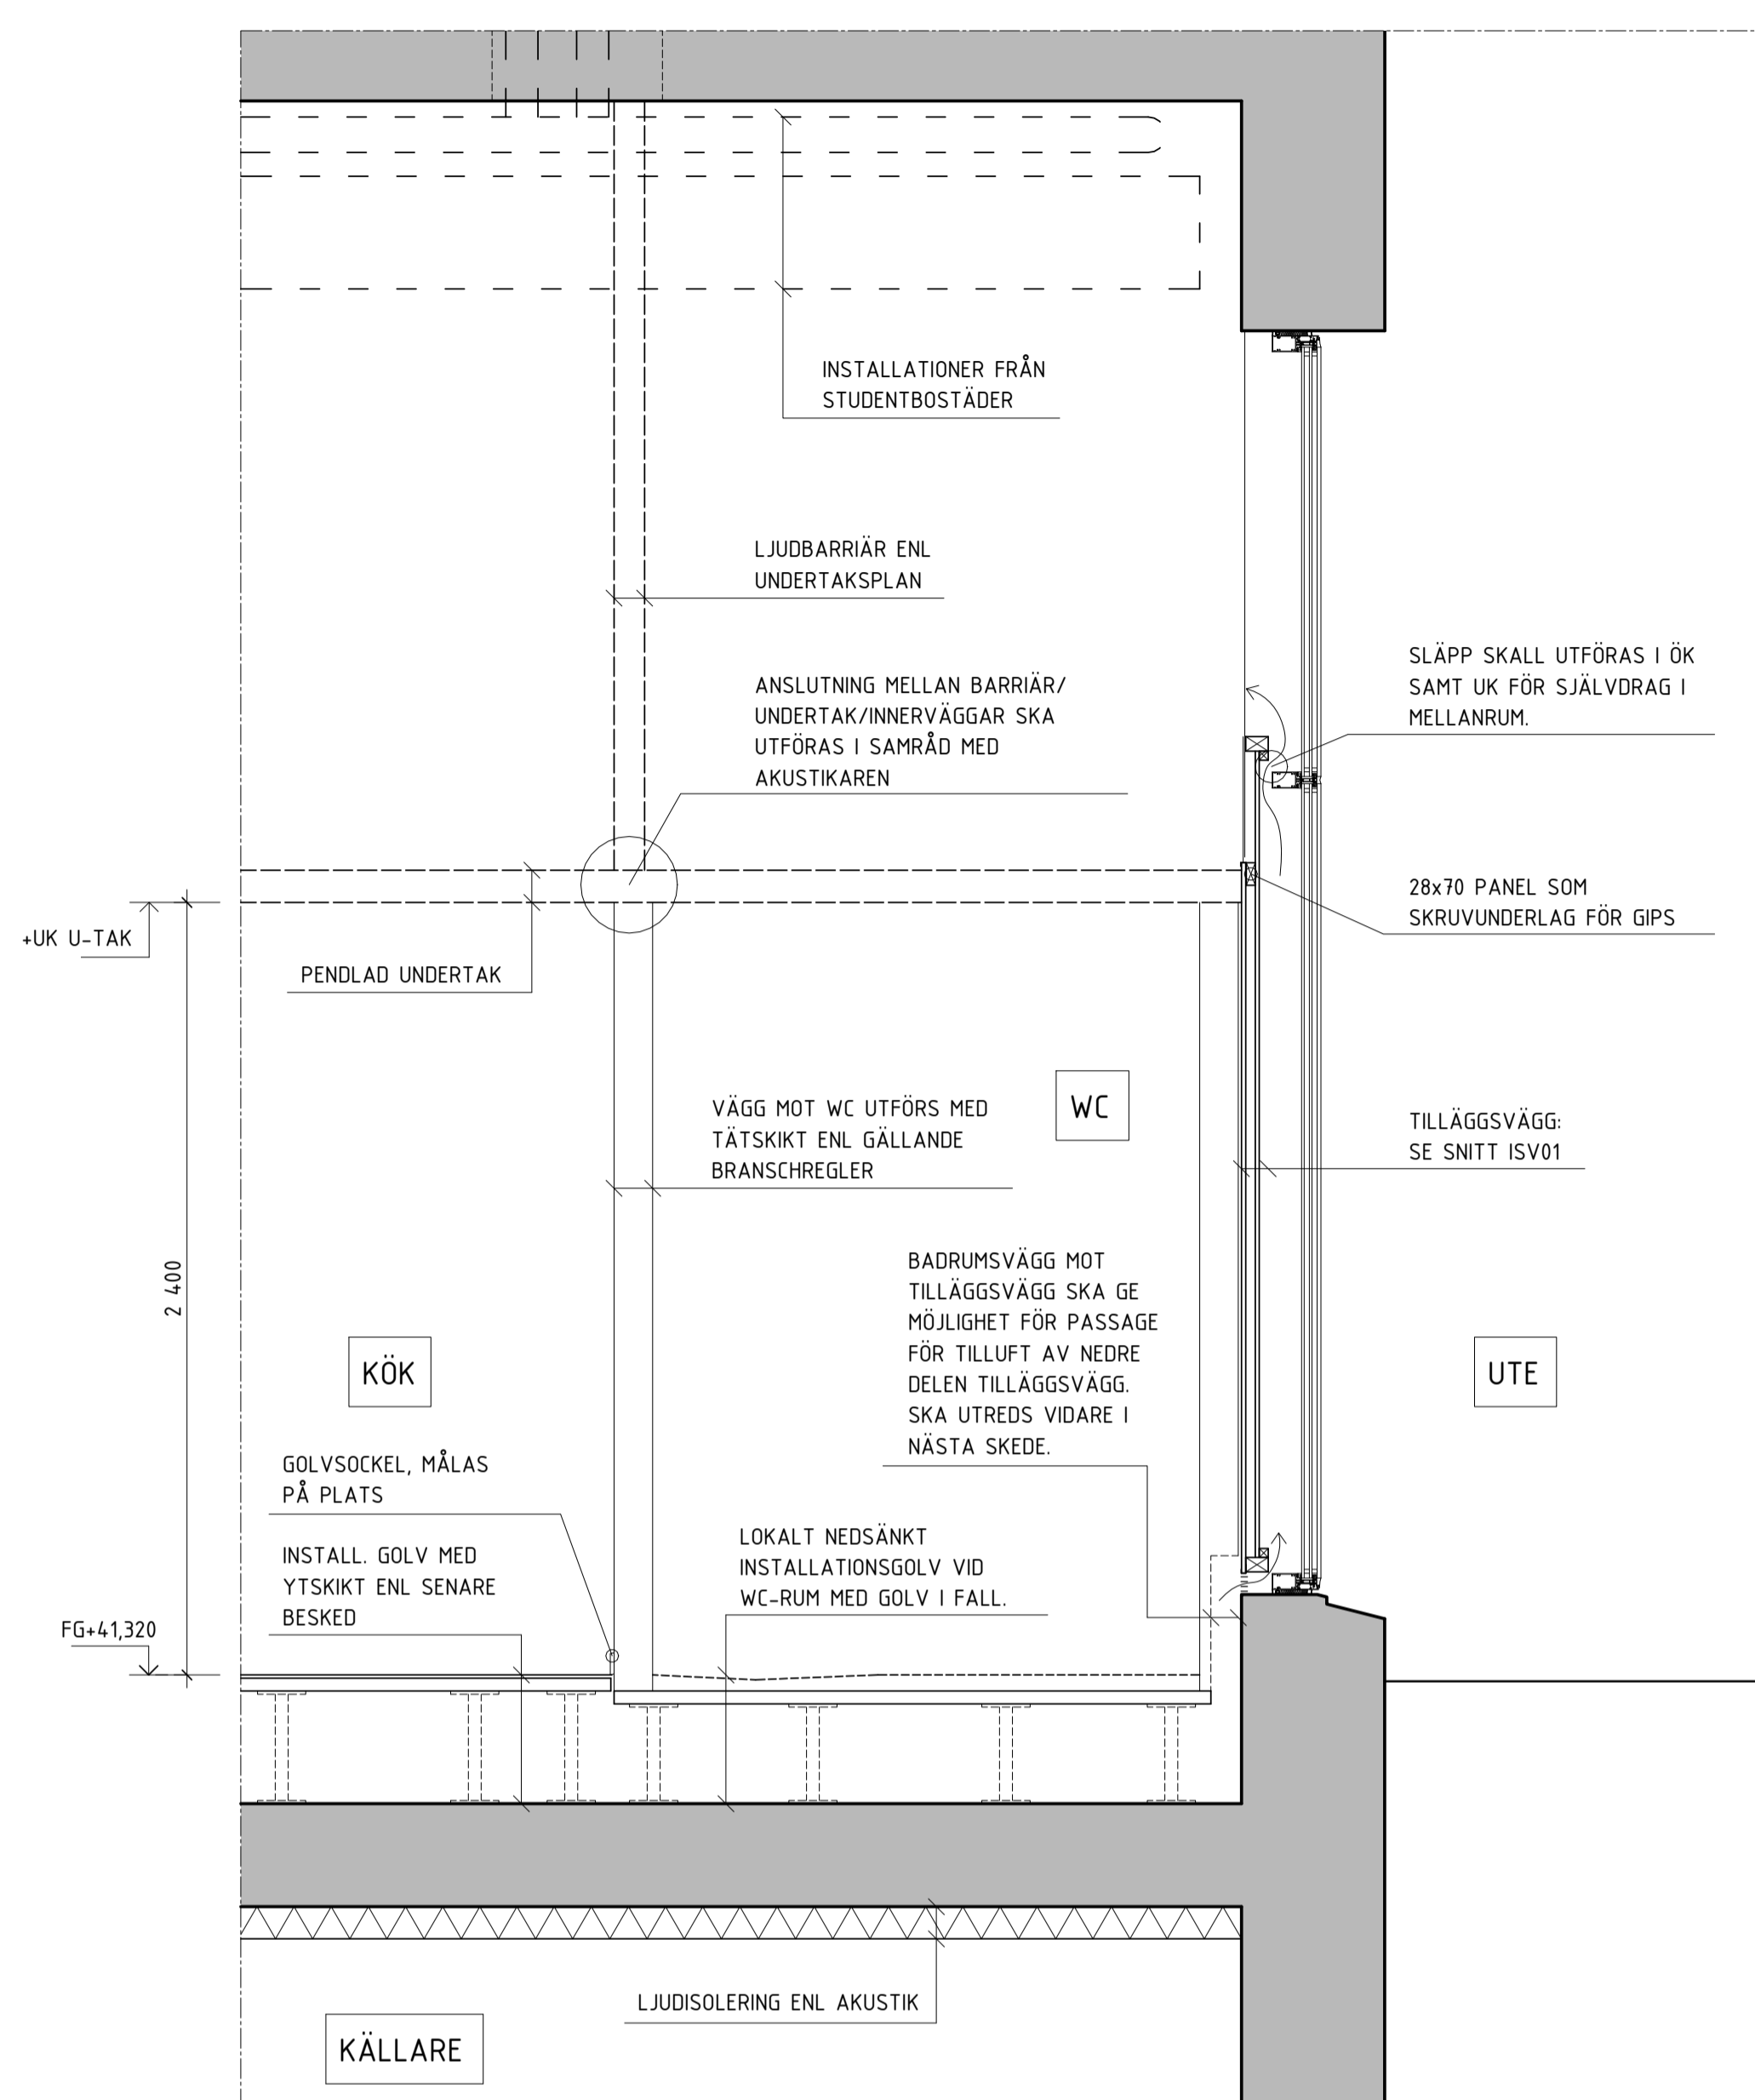 INSTALLATIONER FRÅN
STUDENTBOSTÄDER
LJUDBARRIÄR ENL
UNDERTAKSPLAN
SLÄPP SKALL UTFÖRAS I ÖK
SAMT UK FÖR SJÄLVDRAG I
MELLANRUM.
ANSLUTNING MELLAN BARRIÄR/
UNDERTAK/INNERVÄGGAR SKA
UTFÖRAS I SAMRÅD MED
AKUSTIKAREN
28x70 PANEL SOM
SKRUVUNDERLAG FÖR GIPS
+UK U-TAK
PENDLAD UNDERTAK
WC
VÄGG MOT WC UTFÖRS MED
TÄTSKIKT ENL GÄLLANDE
BRANSCHREGLER
TILLÄGGSVÄGG:
SE SNITT ISV01
2 400
BADRUMSVÄGG MOT
TILLÄGGSVÄGG SKA GE
MÖJLIGHET FÖR PASSAGE
FÖR TILLUFT AV NEDRE
DELEN TILLÄGGSVÄGG.
SKA UTREDS VIDARE I
NÄSTA SKEDE.
KÖK
UTE
GOLVSOCKEL, MÅLAS
PÅ PLATS
INSTALL. GOLV MED
YTSKIKT ENL SENARE
BESKED
LOKALT NEDSÄNKT
INSTALLATIONSGOLV VID
WC-RUM MED GOLV I FALL.
FG+41,320
LJUDISOLERING ENL AKUSTIK
KÄLLARE